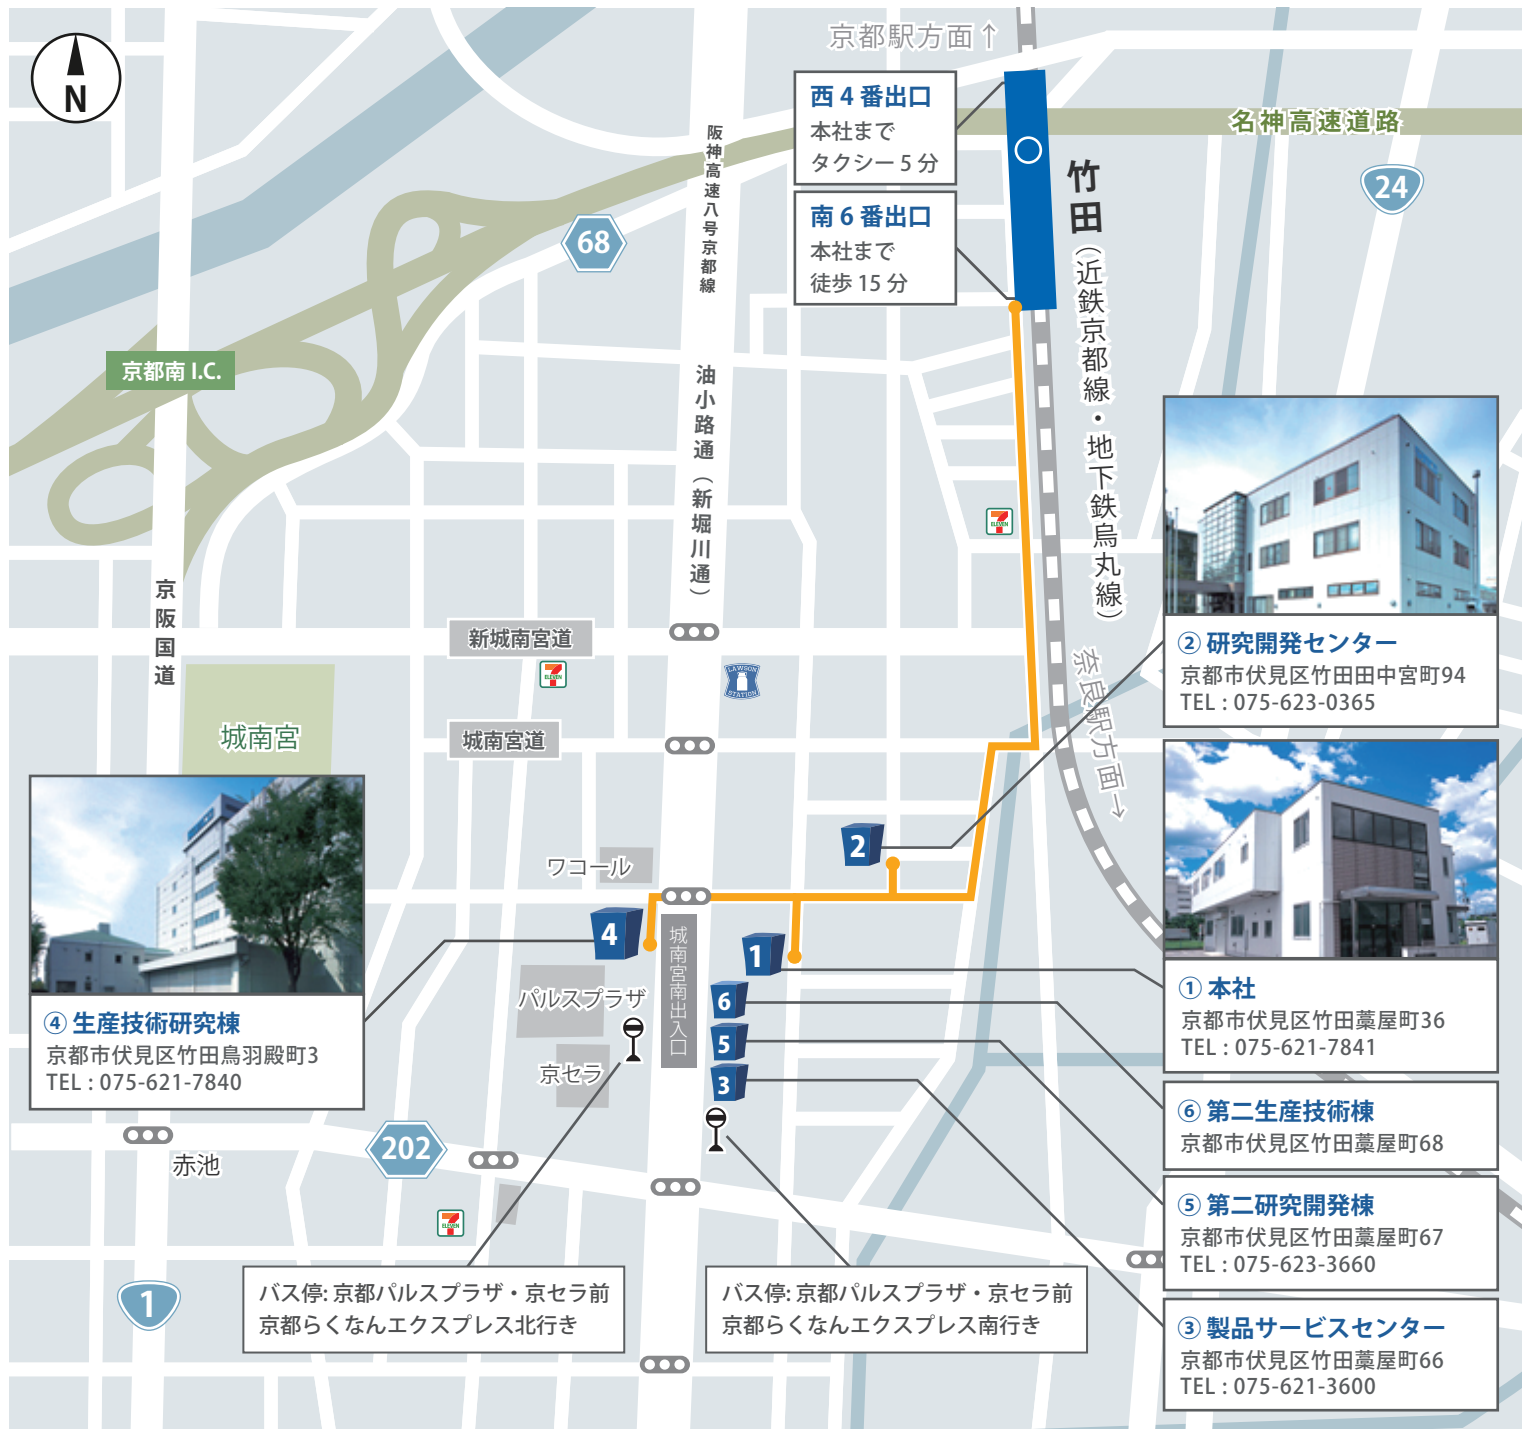 京都駅方面↑
N
西4番出口
本社まで
タクシー5分
南6番出口
本社まで
徒歩15分
名神高速道路
24
竹田
(近鉄京都線・地下鉄烏丸線)
阪神高速八号京都線
68
京都南 I.C.
油小路通(新堀川通)
京阪国道
ELEVEN
新城南宮道
ELEVEN
LAWSON
STATION
城南宮
城南宮道
奈良駅方面→
② 研究開発センター
京都市伏見区竹田田中宮町94
TEL : 075-623-0365
ワコール
2
4
1
城南宮南出入口
6
5
3
パルスプラザ
京セラ
④ 生産技術研究棟
京都市伏見区竹田鳥羽殿町3
TEL : 075-621-7840
① 本社
京都市伏見区竹田藁屋町36
TEL : 075-621-7841
⑥ 第二生産技術棟
京都市伏見区竹田藁屋町68
⑤ 第二研究開発棟
京都市伏見区竹田藁屋町67
TEL : 075-623-3660
③ 製品サービスセンター
京都市伏見区竹田藁屋町66
TEL : 075-621-3600
赤池
202
ELEVEN
1
バス停: 京都パルスプラザ・京セラ前
京都らくなんエクスプレス北行き
バス停: 京都パルスプラザ・京セラ前
京都らくなんエクスプレス南行き